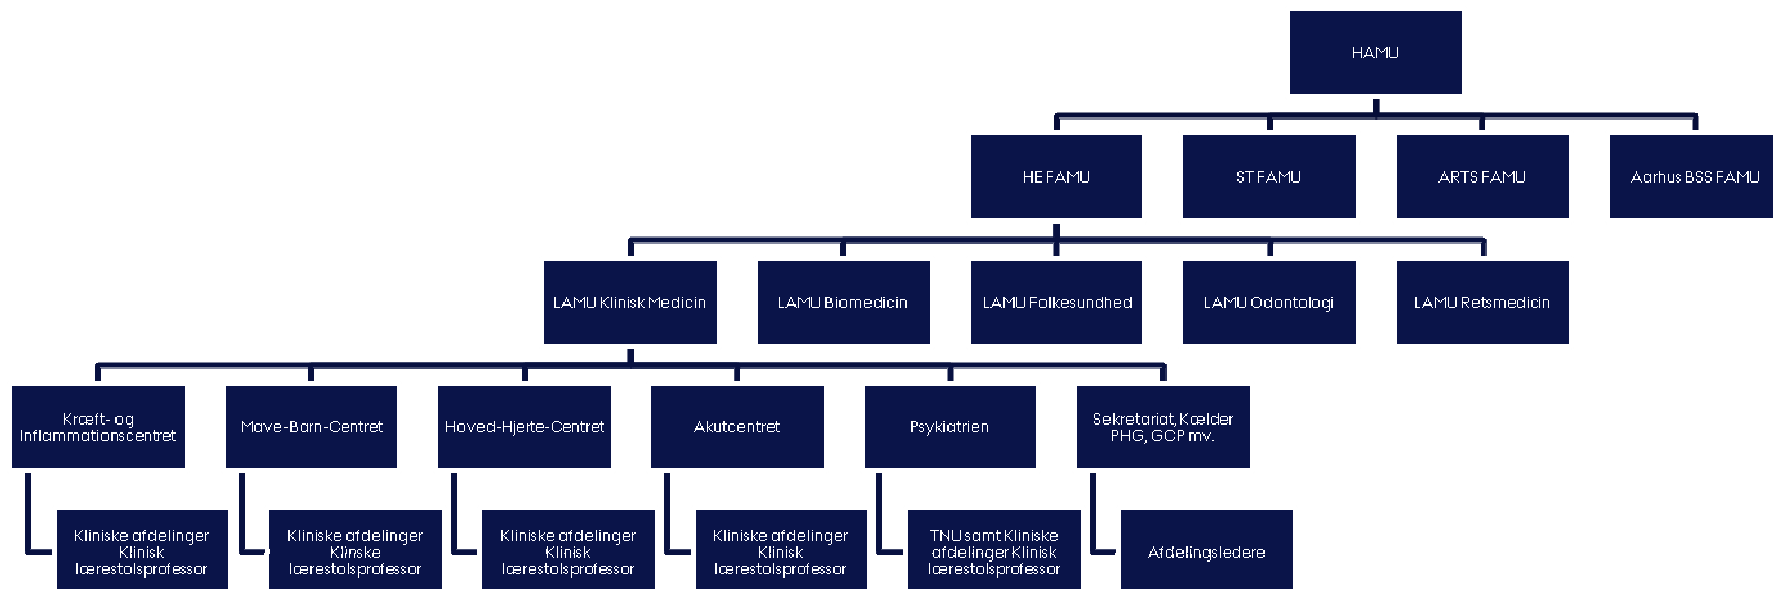 HAMU
HE FAMU
ST FAMU
ARTS FAMU
Aarhus BSS FAMU
LAMU Klinisk Medicin
LAMU Biomedicin
LAMU Folkesundhed
LAMU Odontologi
LAMU Retsmedicin
Kræft- og
Inflammationscentret
Mave-Barn-Centret
Hoved-Hjerte-Centret
Akutcentret
Psykiatrien
Sekretariat, Kælder
PHG, GCP mv.
Kliniske afdelinger
Klinisk
lærestolsprofessor
Kliniske afdelinger
Klinske
lærestolsprofessor
Kliniske afdelinger
Klinisk
lærestolsprofessor
Kliniske afdelinger
Klinisk
lærestolsprofessor
TNU samt Kliniske
afdelinger Klinisk
lærestolsprofessor
Afdelingsledere